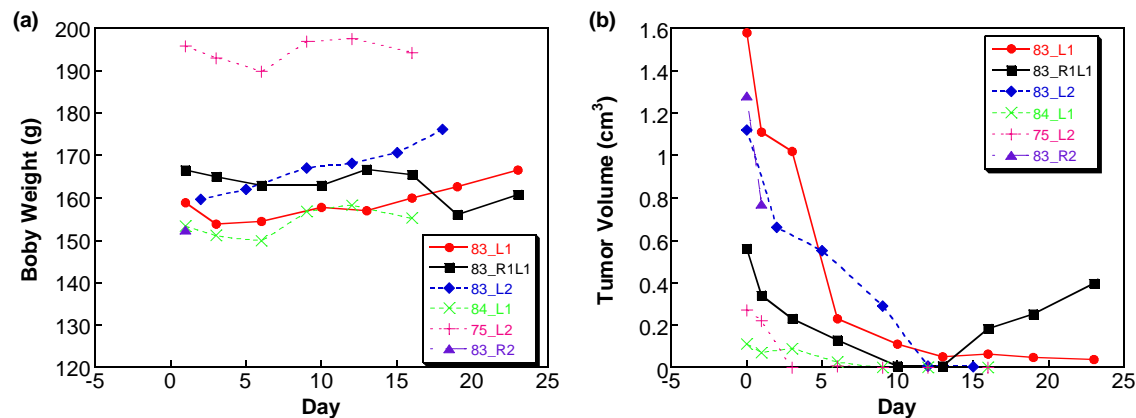 (a)
Boby Weight (g)
200
190
180
170
160
150
140
130
120
-5
0
5
10
15
20
25
Day
83_L1
83_R1L1
83_L2
84_L1
75_L2
83_R2
(b)
Tumor Volume (cm3)
1.6
1.4
1.2
1
0.8
0.6
0.4
0.2
0
-5
0
5
10
15
20
25
Day
83_L1
83_R1L1
83_L2
84_L1
75_L2
83_R2